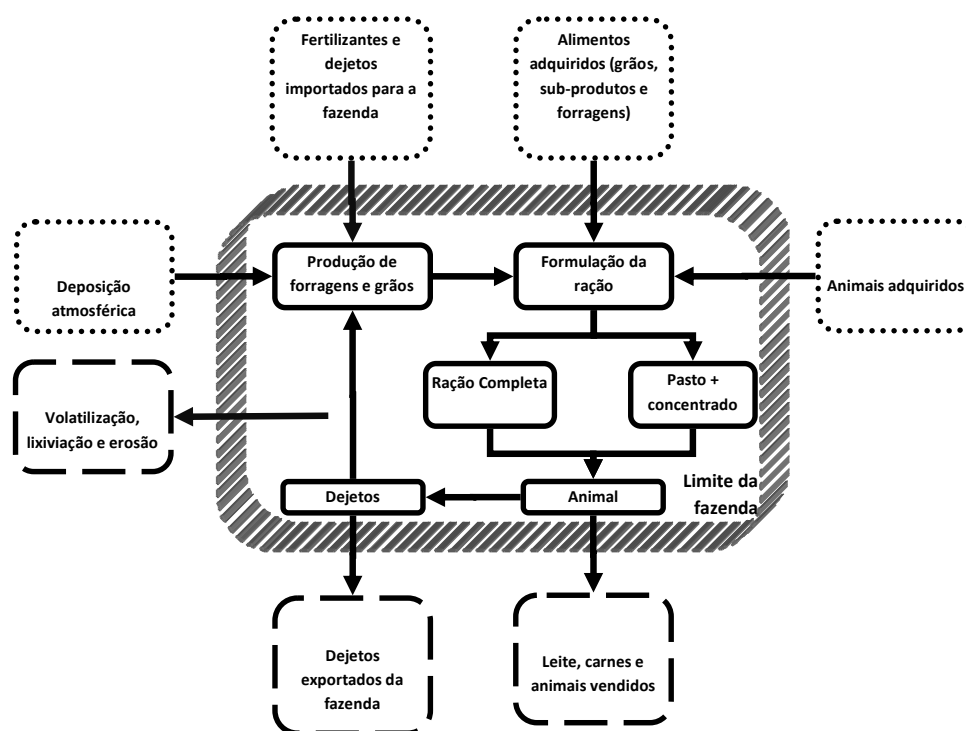 Fertilizantes e
dejetos
importados para a
fazenda
Alimentos
adquiridos (grãos,
sub-produtos e
forragens)
Deposição
atmosférica
Produção de
forragens e grãos
Formulação da
ração
Animais adquiridos
Volatilização,
lixiviação e erosão
Ração Completa
Pasto +
concentrado
Dejetos
Animal
Limite da
fazenda
Dejetos
exportados da
fazenda
Leite, carnes e
animais vendidos